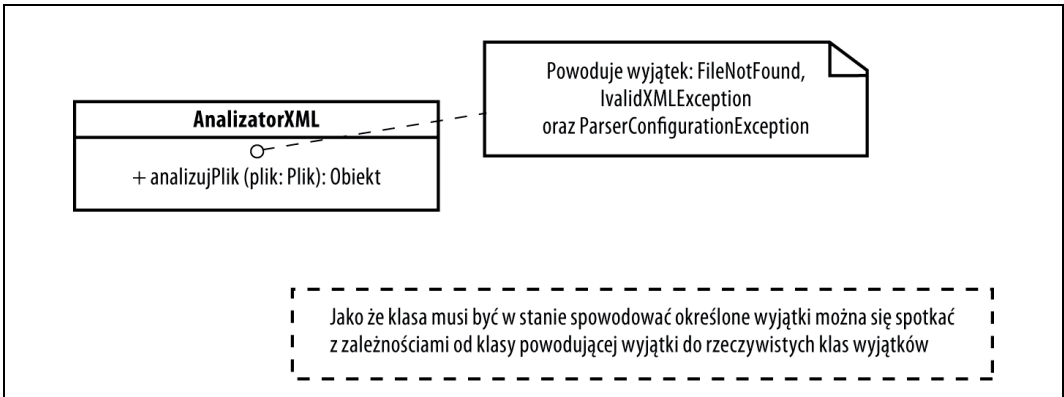 Powoduje wyjątek: FileNotFound,
IvalidXMLException
oraz ParserConfigurationException
AnalizatorXML
+ analizujPlik (plik: Plik): Obiekt
Jako że klasa musi być w stanie spowodować określone wyjątki można się spotkać
z zależnościami od klasy powodującej wyjątki do rzeczywistych klas wyjątków